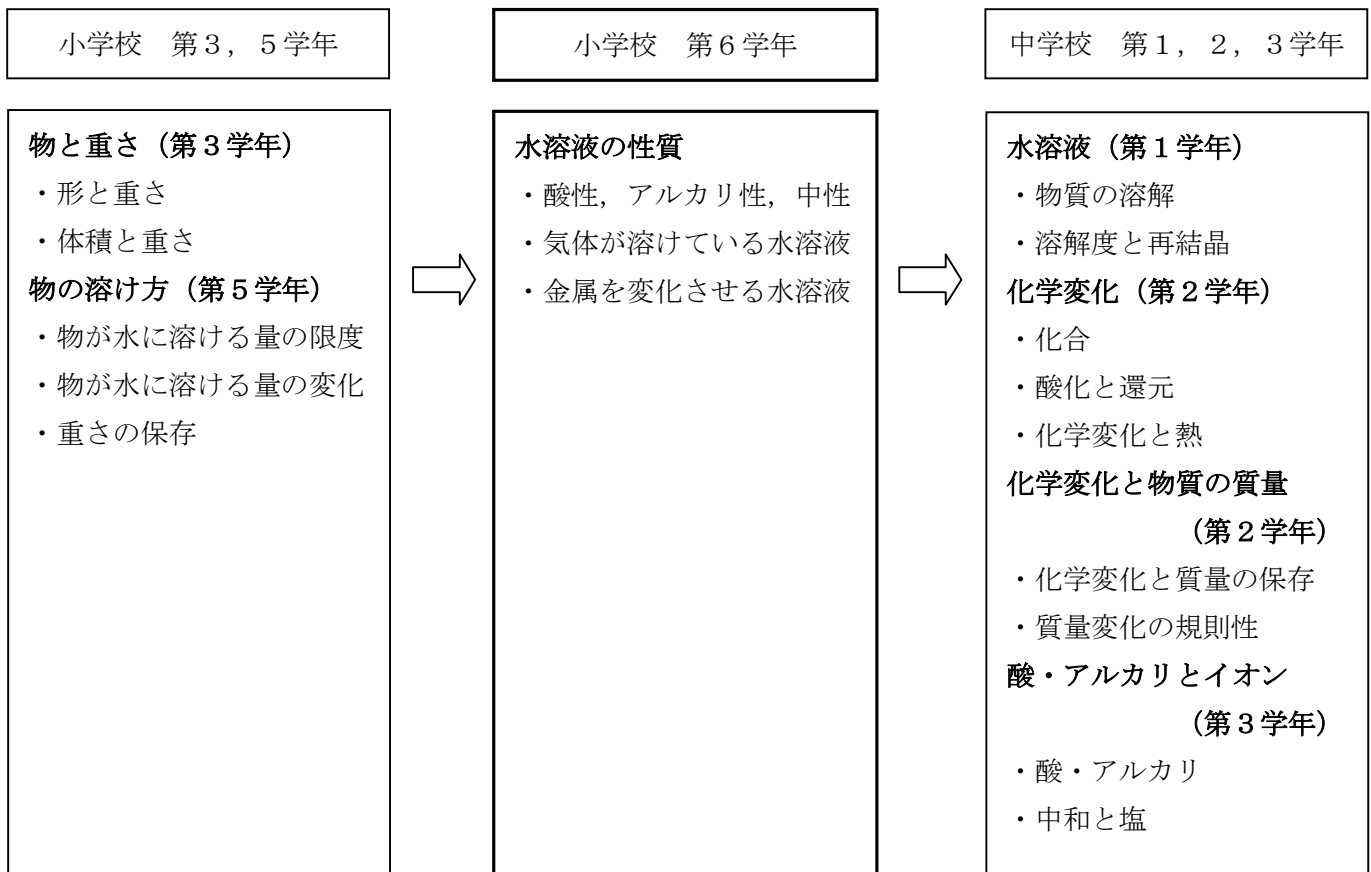 小学校 第３，５学年
小学校 第６学年
中学校 第１，２，３学年
物と重さ（第３学年）
・形と重さ
・体積と重さ
物の溶け方（第５学年）
・物が水に溶ける量の限度
・物が水に溶ける量の変化
・重さの保存
水溶液の性質
・酸性，アルカリ性，中性
・気体が溶けている水溶液
・金属を変化させる水溶液
水溶液（第１学年）
・物質の溶解
・溶解度と再結晶
化学変化（第２学年）
・化合
・酸化と還元
・化学変化と熱
化学変化と物質の質量
（第２学年）
・化学変化と質量の保存
・質量変化の規則性
酸・アルカリとイオン
（第３学年）
・酸・アルカリ
・中和と塩